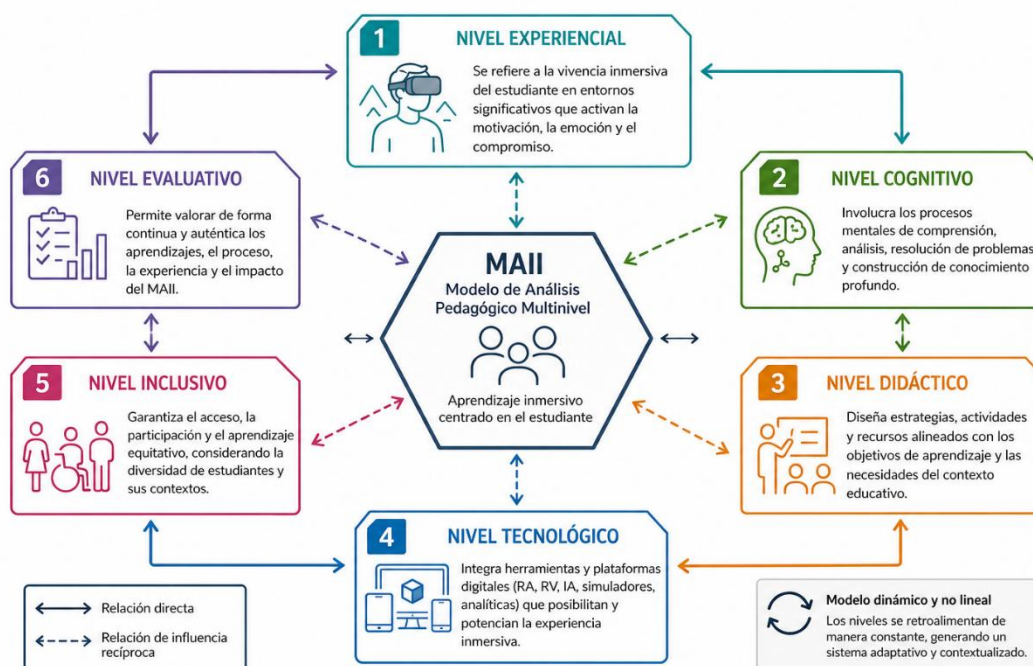 1
NIVEL EXPERIENCIAL
Se refiere a la vivencia inmersiva
del estudiante en entornos
significativos que activan la
motivación, la emoción y el
compromiso.
6
NIVEL EVALUATIVO
Permite valorar de forma
continua y auténtica los
aprendizajes, el proceso,
la experiencia y el impacto
del MAII.
2
NIVEL COGNITIVO
Involucra los procesos
mentales de comprensión,
análisis, resolución de problemas
y construcción de conocimiento
profundo.
MAII
Modelo de Análisis
Pedagógico Multinivel
Aprendizaje inmersivo
centrado en el estudiante
5
NIVEL INCLUSIVO
Garantiza el acceso, la
participación y el aprendizaje
equitativo, considerando la
diversidad de estudiantes y
sus contextos.
3
NIVEL DIDÁCTICO
Diseña estrategias, actividades
y recursos alineados con los
objetivos de aprendizaje y las
necesidades del contexto
educativo.
4
NIVEL TECNOLÓGICO
Integra herramientas y plataformas
digitales (RA, RV, IA, simuladores,
analíticas) que posibilitan y
potencian la experiencia
inmersiva.
Relación directa
Relación de influencia
recíproca
Modelo dinámico y no lineal
Los niveles se retroalimentan de
manera constante, generando un
sistema adaptativo y contextualizado.